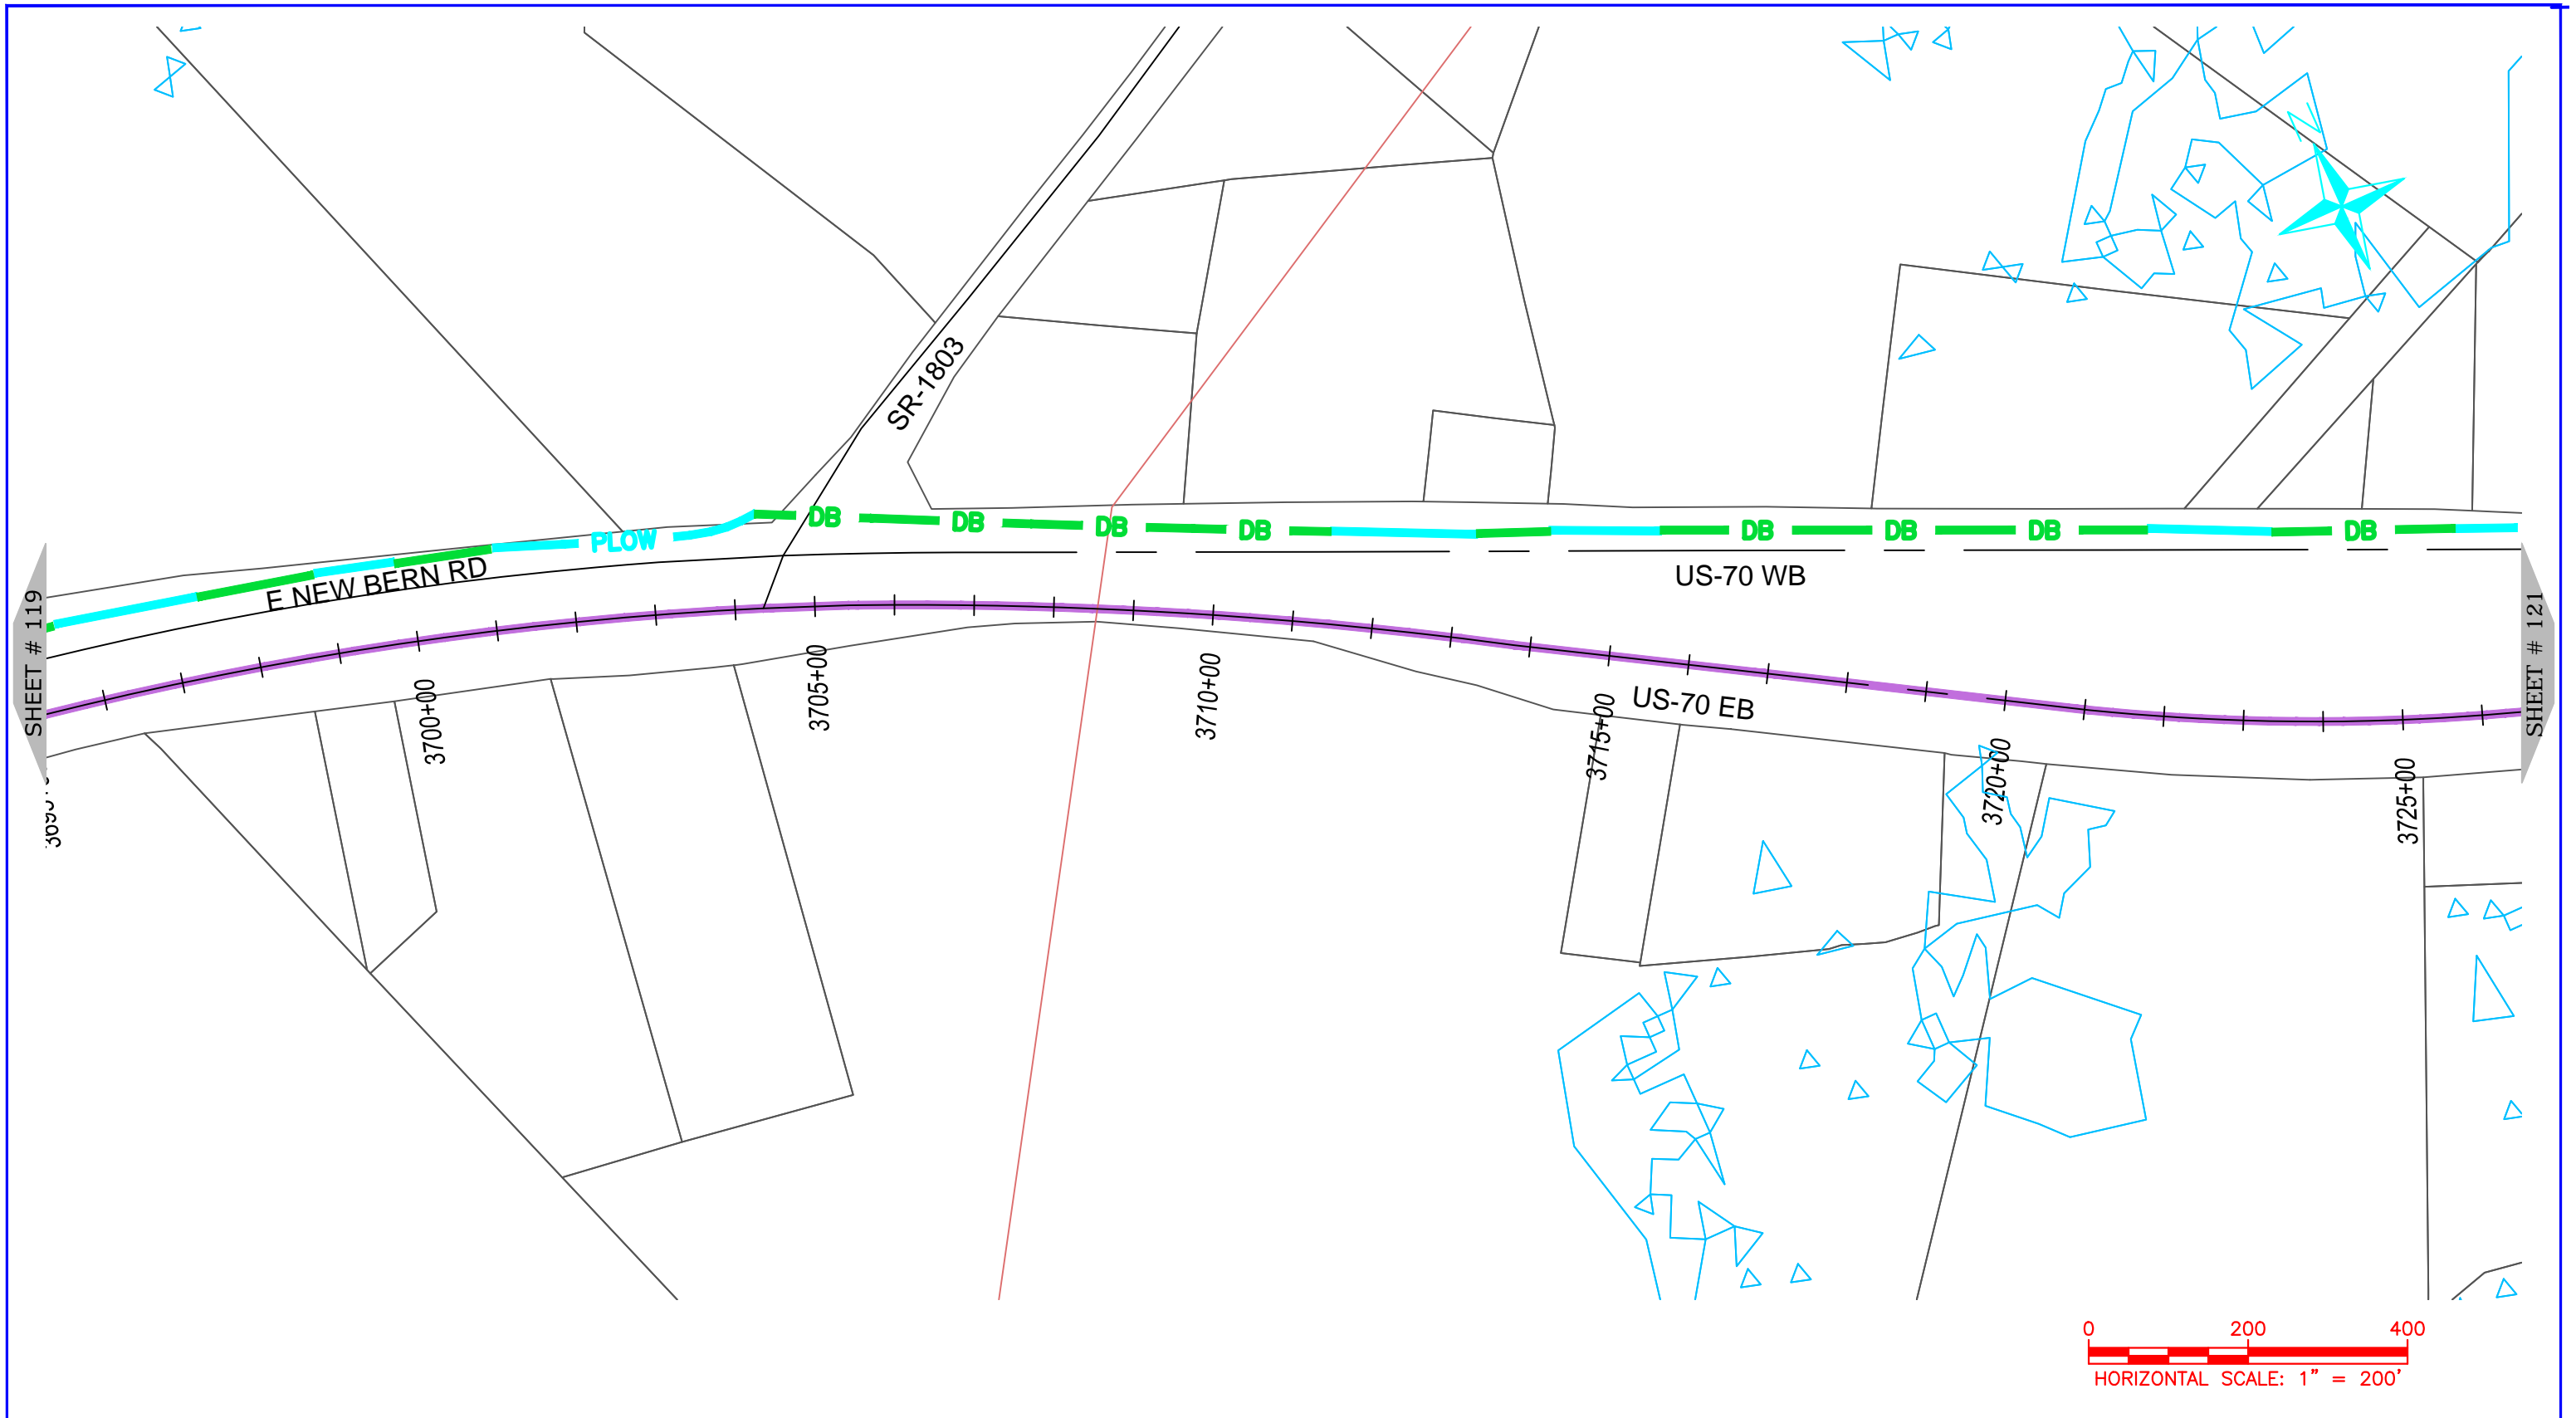 N
SR-1803
DB DB DB DB DB DB DB DB
PLOW
E NEW BERN RD
US-70 WB
SHEET # 119
SHEET # 121
3700+00
3705+00
3710+00
3715+00
US-70 EB
3720+00
3725+00
0 200 400
HORIZONTAL SCALE: 1" = 200'